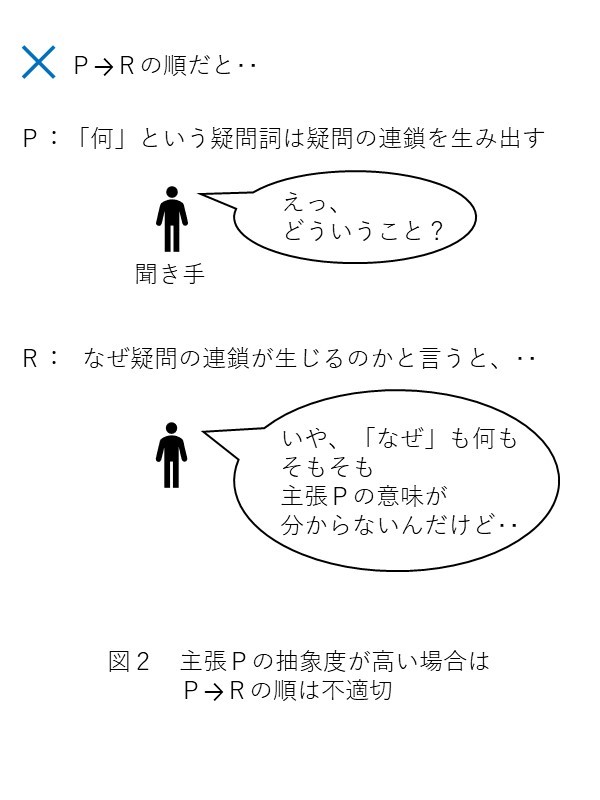 Ｐ→Ｒの順だと‥
Ｐ：「何」という疑問詞は疑問の連鎖を生み出す
えっ、
どういうこと？
聞き手
Ｒ：　なぜ疑問の連鎖が生じるのかと言うと、‥
いや、「なぜ」も何も
そもそも
主張Ｐの意味が
分からないんだけど‥
図２　主張Ｐの抽象度が高い場合は
Ｐ→Ｒの順は不適切